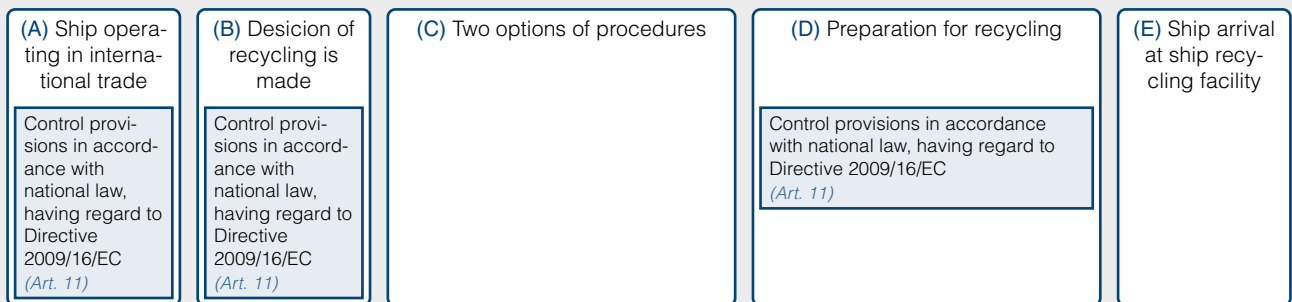 (A) Ship opera-
ting in interna-
tional trade
Control provi-
sions in accord-
ance with
national law,
having regard to
Directive
2009/16/EC
(Art. 11)
(B) Desicion of
recycling is
made
Control provi-
sions in accord-
ance with
national law,
having regard to
Directive
2009/16/EC
(Art. 11)
(C) Two options of procedures
(D) Preparation for recycling
Control provisions in accordance
with national law, having regard to
Directive 2009/16/EC
(Art. 11)
(E) Ship arrival
at ship recy-
cling facility